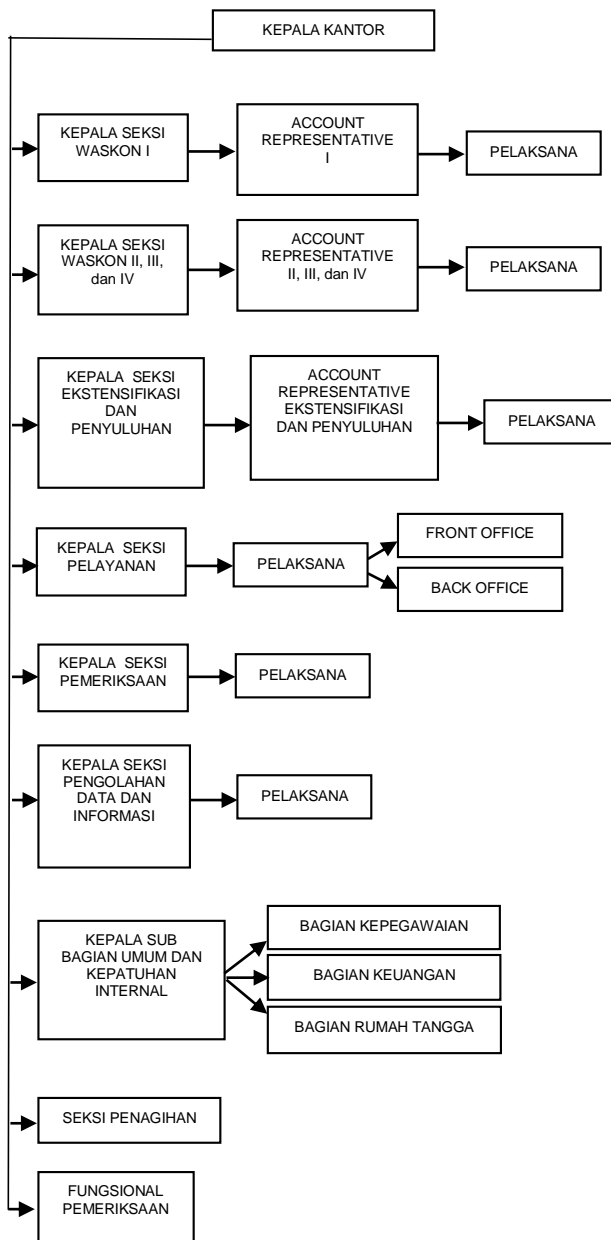 KEPALA KANTOR
KEPALA SEKSI
WASKON I
ACCOUNT
REPRESENTATIVE
I
PELAKSANA
KEPALA SEKSI
WASKON II, III,
dan IV
ACCOUNT
REPRESENTATIVE
II, III, dan IV
PELAKSANA
KEPALA SEKSI
EKSTENSIFIKASI
DAN
PENYULUHAN
ACCOUNT
REPRESENTATIVE
EKSTENSIFIKASI
DAN PENYULUHAN
PELAKSANA
KEPALA SEKSI
PELAYANAN
PELAKSANA
FRONT OFFICE
BACK OFFICE
KEPALA SEKSI
PEMERIKSAAN
PELAKSANA
KEPALA SEKSI
PENGOLAHAN
DATA DAN
INFORMASI
PELAKSANA
KEPALA SUB
BAGIAN UMUM DAN
KEPATUHAN
INTERNAL
BAGIAN KEPEGAWAIAN
BAGIAN KEUANGAN
BAGIAN RUMAH TANGGA
SEKSI PENAGIHAN
FUNGSIONAL
PEMERIKSAAN